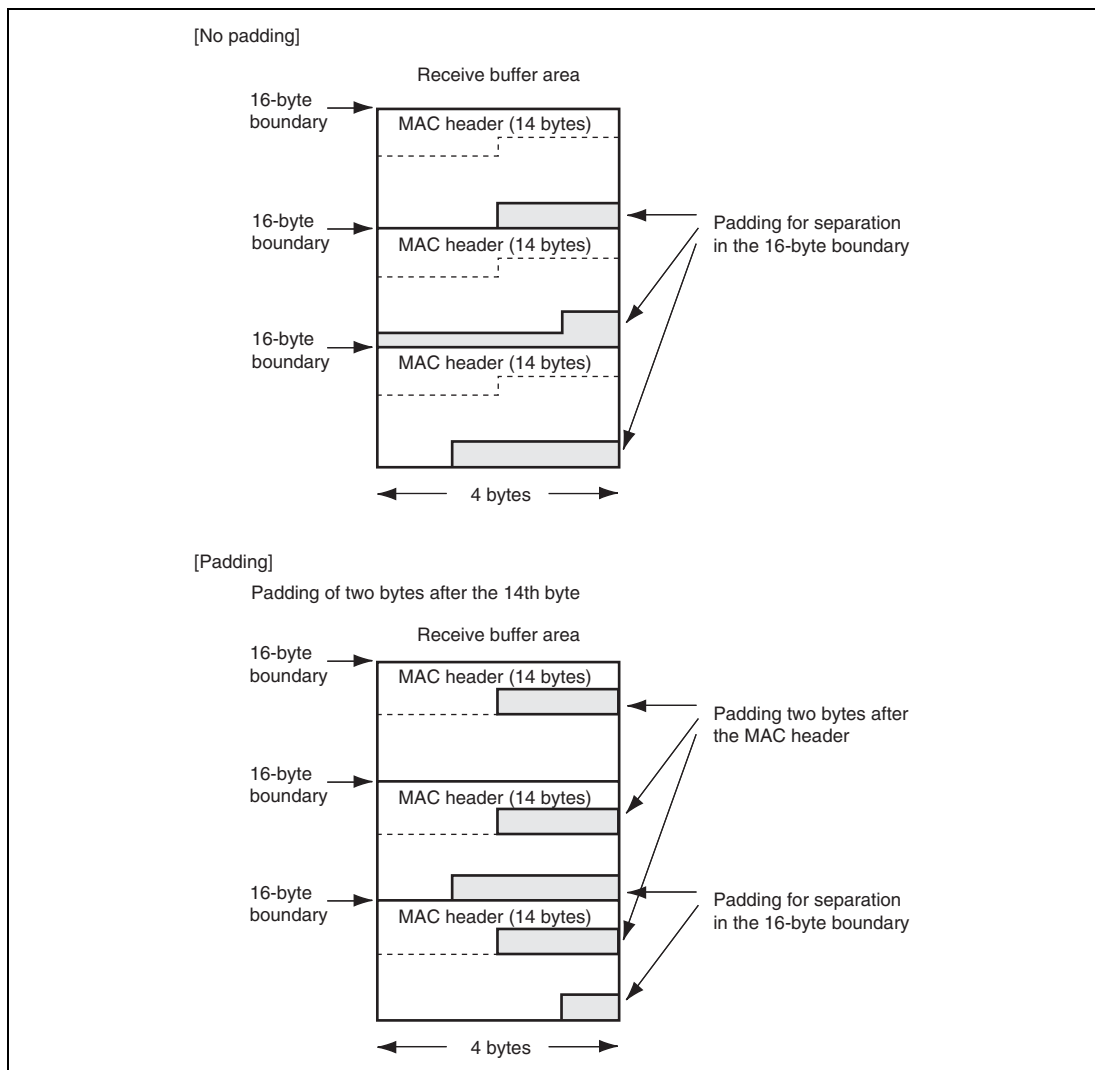 [No padding]
Receive buffer area
16-byte
boundary
MAC header (14 bytes)
16-byte
boundary
MAC header (14 bytes)
Padding for separation
in the 16-byte boundary
16-byte
boundary
MAC header (14 bytes)
4 bytes
[Padding]
Padding of two bytes after the 14th byte
Receive buffer area
16-byte
boundary
MAC header (14 bytes)
Padding two bytes after
the MAC header
16-byte
boundary
MAC header (14 bytes)
16-byte
boundary
MAC header (14 bytes)
Padding for separation
in the 16-byte boundary
4 bytes